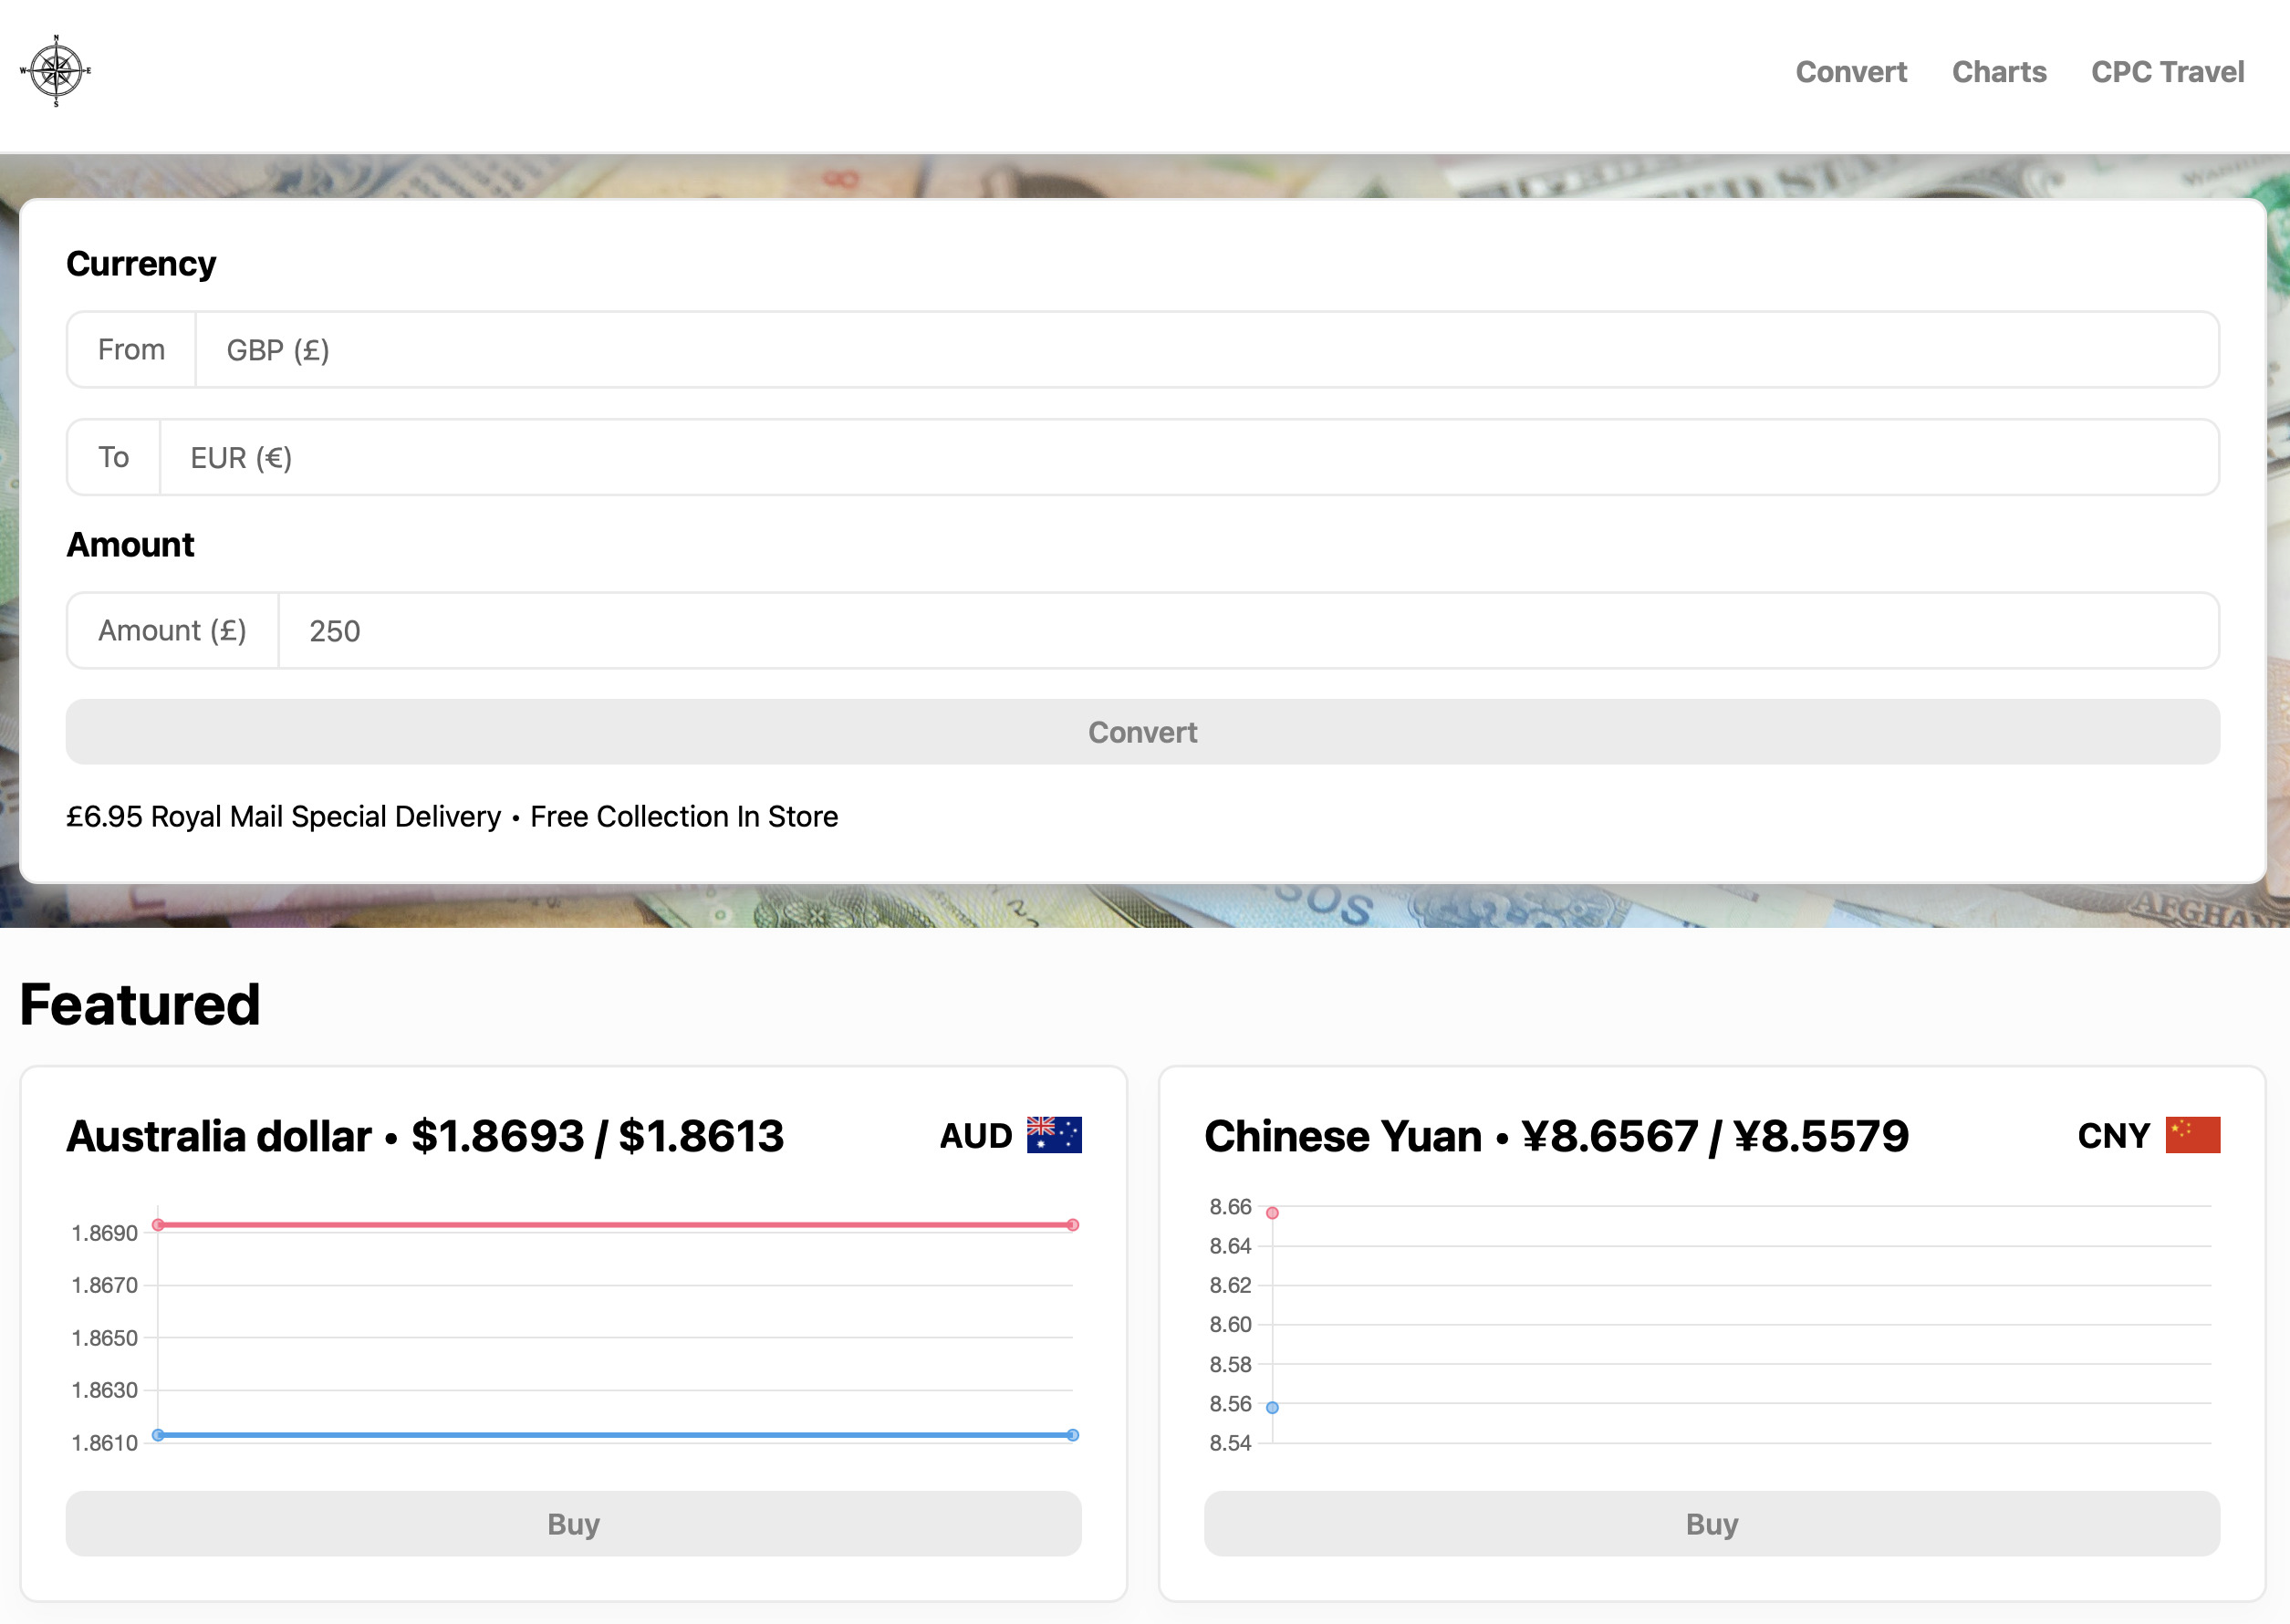 N
W E
S
Convert Charts CPC Travel
Currency
From GBP (£)
To EUR (€)
Amount
Amount (£) 250
Convert
£6.95 Royal Mail Special Delivery • Free Collection In Store
SOS
AFGHAN
Featured
Australia dollar • $1.8693 / $1.8613 AUD
1.8690
1.8670
1.8650
1.8630
1.8610
Buy
Chinese Yuan • ¥8.6567 / ¥8.5579 CNY
8.66
8.64
8.62
8.60
8.58
8.56
8.54
Buy